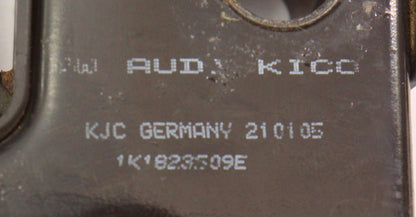 VW AUDI KICO
KJC GERMANY 210105
1K1823509E